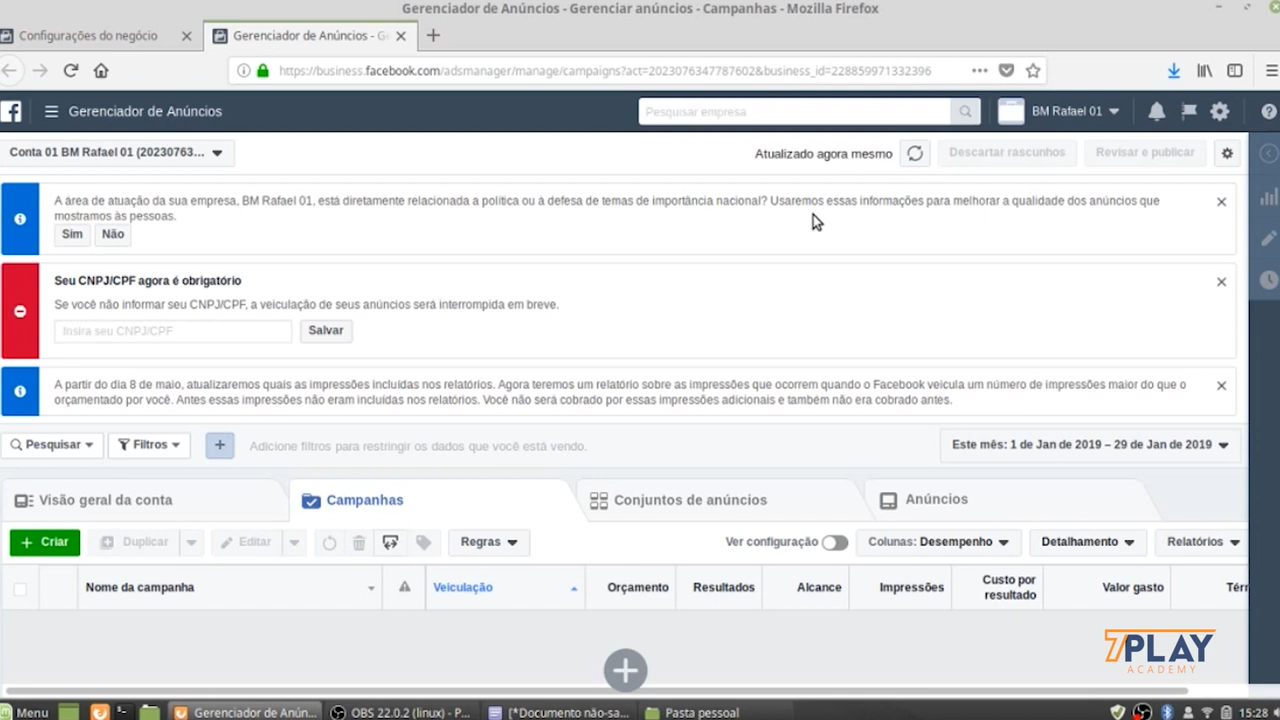 Gerenciador de Anúncios - Gerenciar anúncios - Campanhas - Mozilla Firefox
Configurações do negócio
Gerenciador de Anúncios - G
https://business.facebook.com/adsmanager/manage/campaigns?act=2023076347787602&business_id=228859971332396
Gerenciador de Anúncios
Pesquisar empresa
BM Rafael 01
Conta 01 BM Rafael 01 (20230763...
Atualizado agora mesmo
Descartar rascunhos
Revisar e publicar
A área de atuação da sua empresa, BM Rafael 01, está diretamente relacionada a política ou à defesa de temas de importância nacional? Usaremos essas informações para melhorar a qualidade dos anúncios que
mostramos às pessoas.
Sim Não
Seu CNPJ/CPF agora é obrigatório
Se você não informar seu CNPJ/CPF, a veiculação de seus anúncios será interrompida em breve.
Insira seu CNPJ/CPF
Salvar
A partir do dia 8 de maio, atualizaremos quais as impressões incluídas nos relatórios. Agora teremos um relatório sobre as impressões que ocorrem quando o Facebook veicula um número de impressões maior do que o
orçamentado por você. Antes essas impressões não eram incluídas nos relatórios. Você não será cobrado por essas impressões adicionais e também não era cobrado antes.
Pesquisar
Filtros
+
Adicione filtros para restringir os dados que você está vendo.
Este mês: 1 de Jan de 2019 – 29 de Jan de 2019
Visão geral da conta
Campanhas
Conjuntos de anúncios
Anúncios
+ Criar
Duplicar
Editar
Regras
Ver configuração
Colunas: Desempenho
Detalhamento
Relatórios
Nome da campanha
Veiculação
Orçamento
Resultados
Alcance
Impressões
Custo por
resultado
Valor gasto
Térr
7PLAY
ACADEMY
Menu
Gerenciador de Anún...
OBS 22.0.2 (linux) - P...
[*Documento não-sa...
Pasta pessoal
15:28